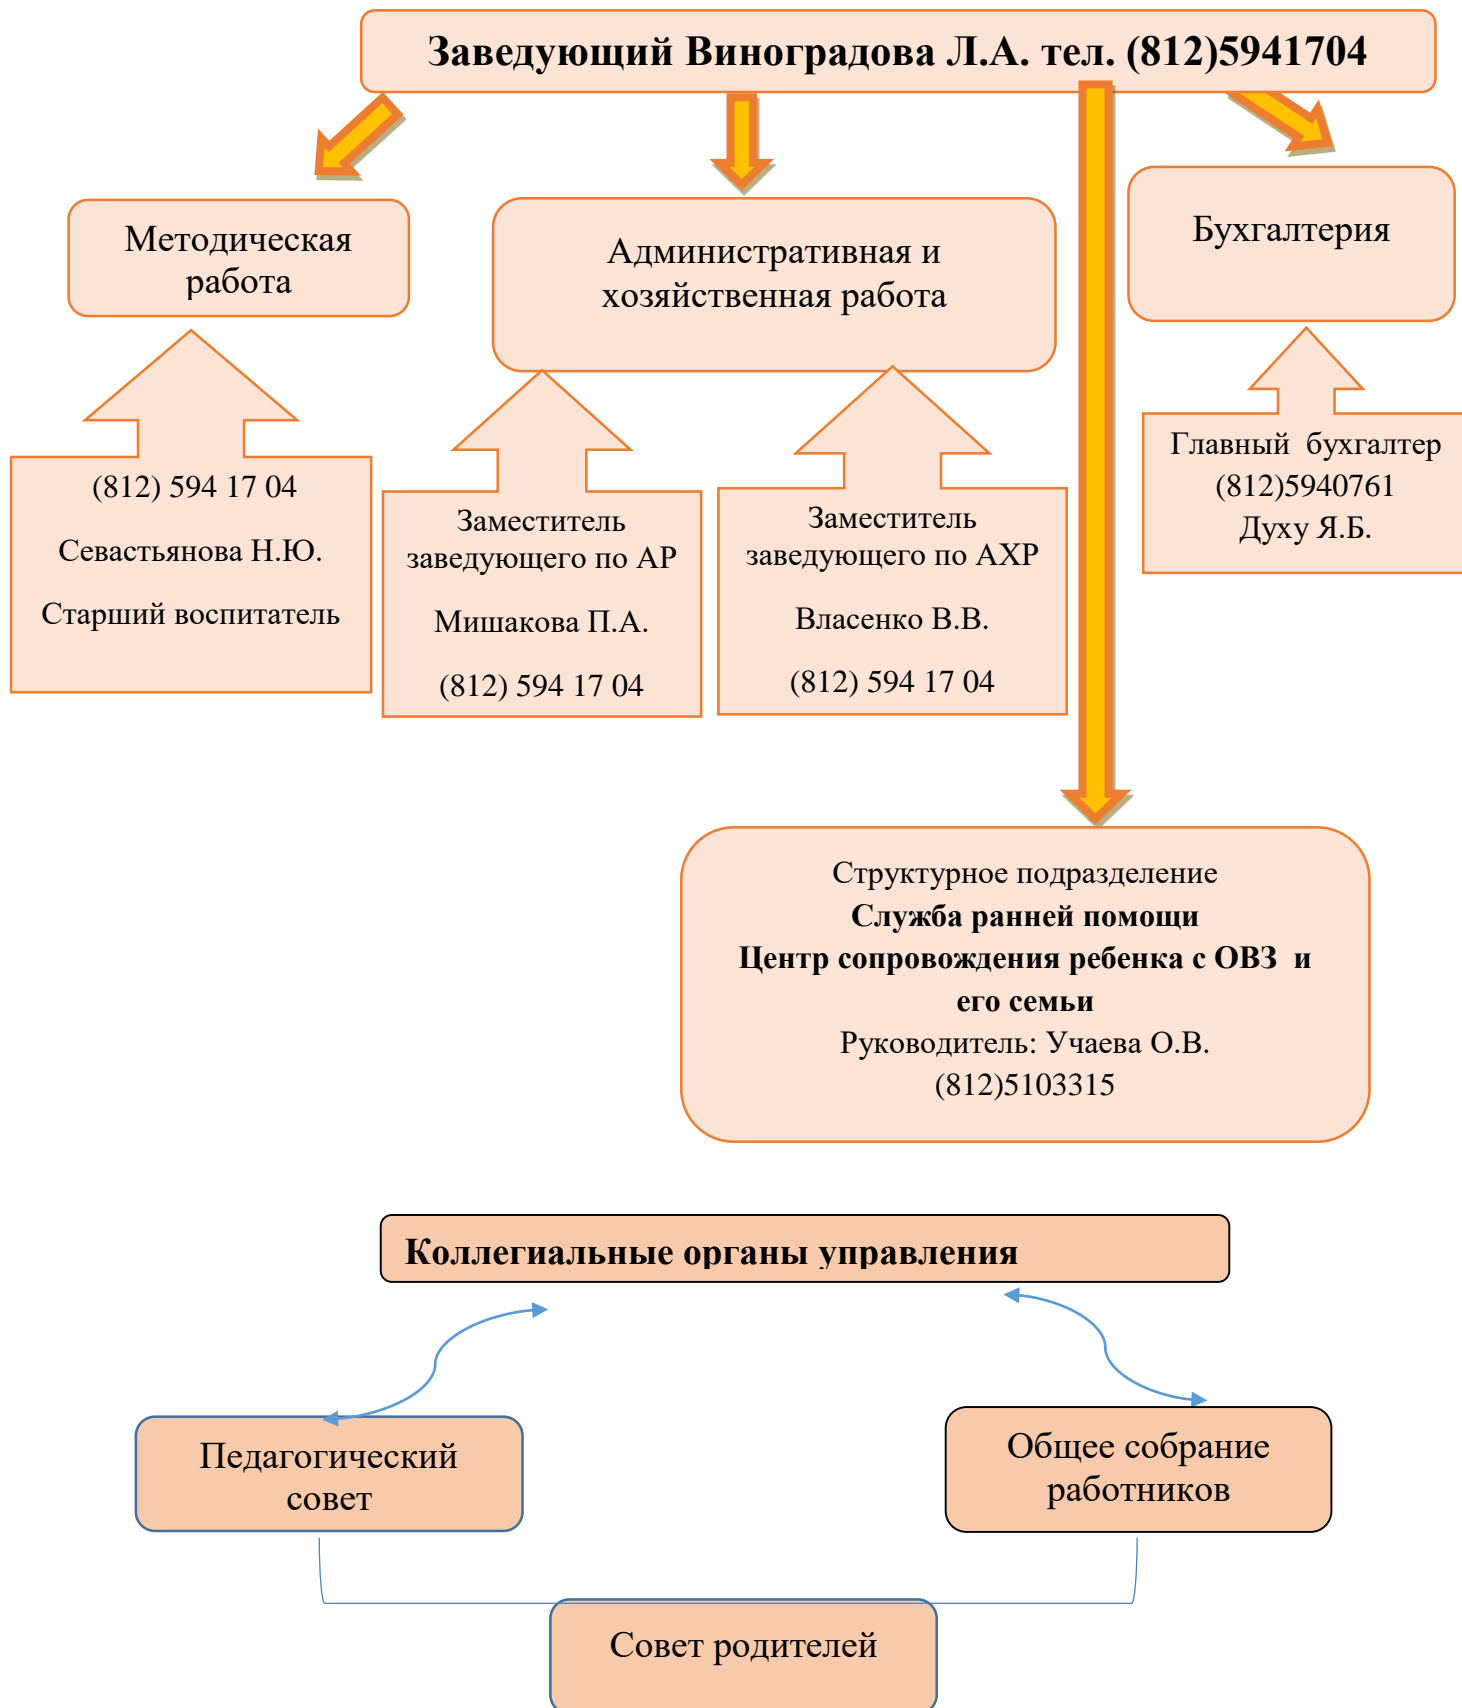 Заведующий Виноградова Л.А. тел. (812)5941704
Методическая
работа
Административная и
хозяйственная работа
Бухгалтерия
(812) 594 17 04
Севастьянова Н.Ю.
Старший воспитатель
Заместитель
заведующего по АР
Мишакова П.А.
(812) 594 17 04
Заместитель
заведующего по АХР
Власенко В.В.
(812) 594 17 04
Главный бухгалтер
(812)5940761
Духу Я.Б.
Структурное подразделение
Служба ранней помощи
Центр сопровождения ребенка с ОВЗ и
его семьи
Руководитель: Учаева О.В.
(812)5103315
Коллегиальные органы управления
Педагогический
совет
Общее собрание
работников
Совет родителей